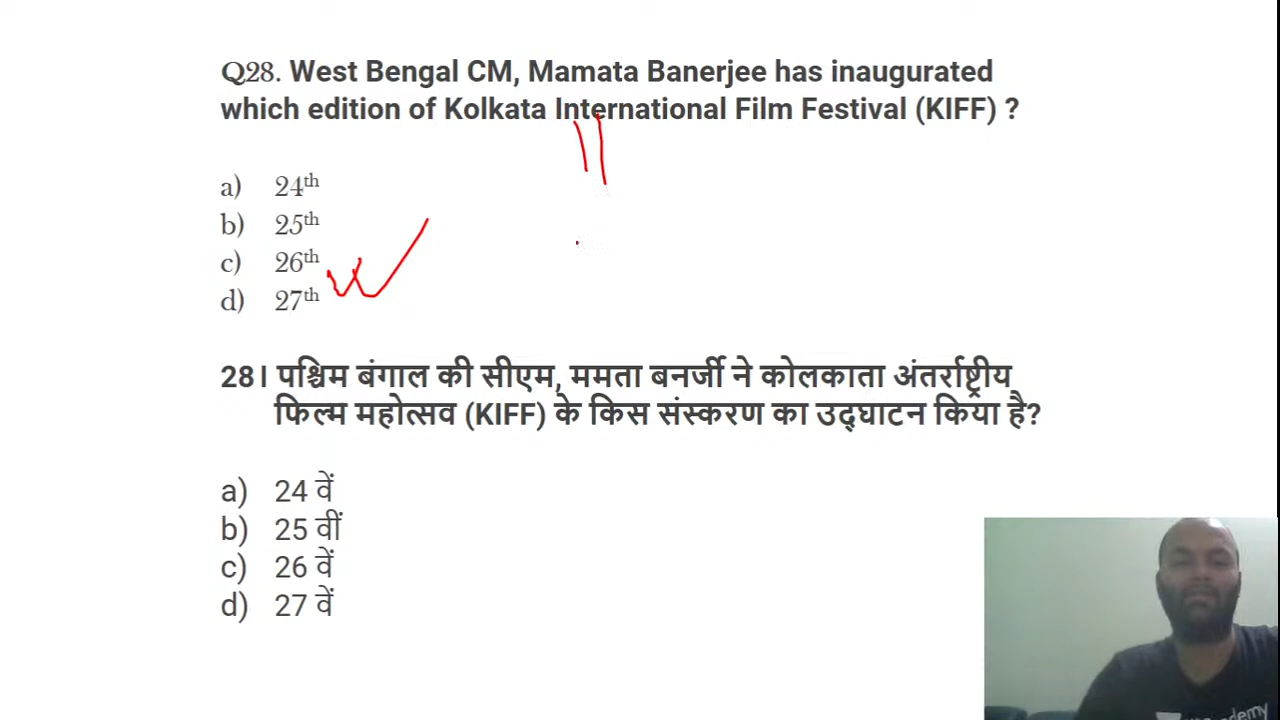 Q28. West Bengal CM, Mamata Banerjee has inaugurated
which edition of Kolkata International Film Festival (KIFF) ?
a) 24th
b) 25th
c) 26th
d) 27th
28। पश्चिम बंगाल की सीएम, ममता बनर्जी ने कोलकाता अंतर्राष्ट्रीय
फिल्म महोत्सव (KIFF) के किस संस्करण का उद्घाटन किया है?
a) 24 वें
b) 25 वीं
c) 26 वें
d) 27 वें